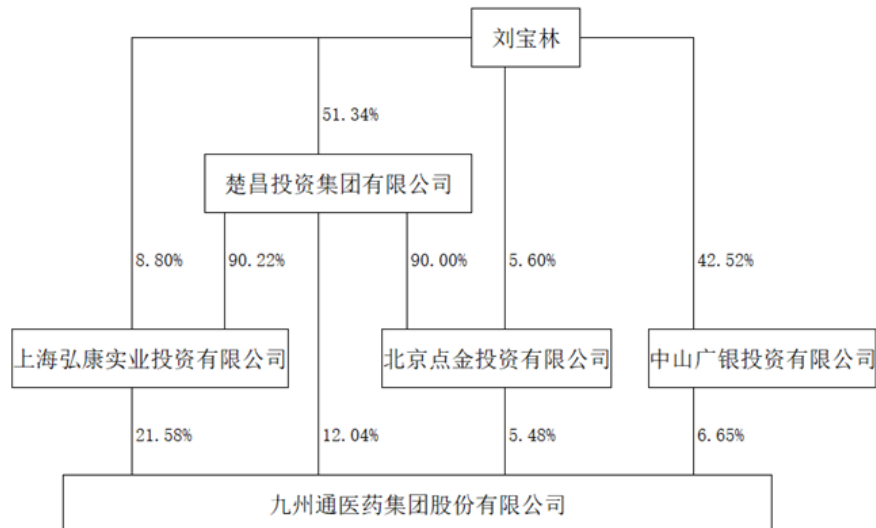 刘宝林
51.34%
楚昌投资集团有限公司
8.80%
90.22%
90.00%
5.60%
42.52%
上海弘康实业投资有限公司
北京点金投资有限公司
中山广银投资有限公司
21.58%
12.04%
5.48%
6.65%
九州通医药集团股份有限公司